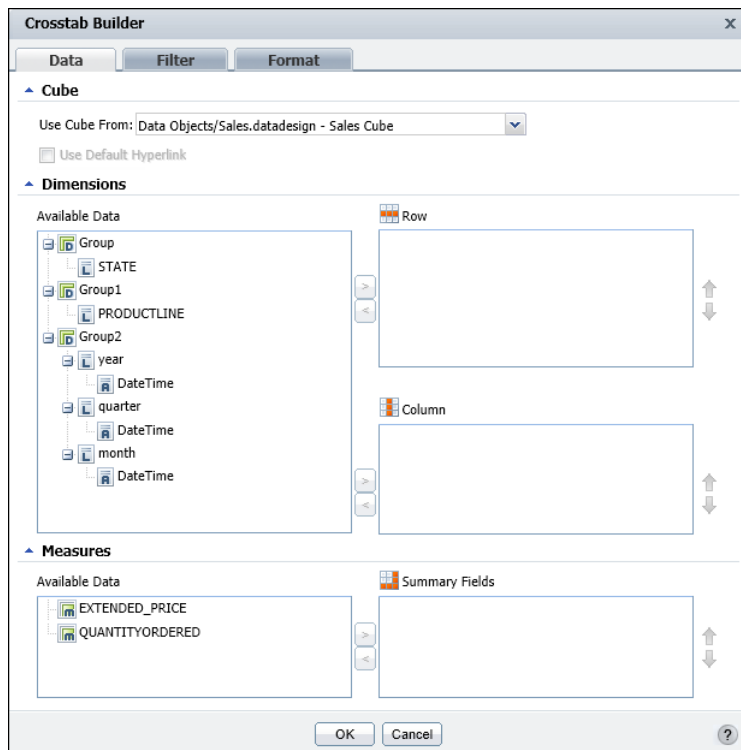 Crosstab Builder x
Data Filter Format
Cube
Use Cube From: Data Objects/Sales.datadesign - Sales Cube
Use Default Hyperlink
Dimensions
Available Data
D Group
L STATE
D Group1
L PRODUCTLINE
D Group2
L year
A DateTime
L quarter
A DateTime
L month
A DateTime
Row
> 
<
Column
>
<
Measures
Available Data
m EXTENDED_PRICE
m QUANTITYORDERED
Summary Fields
>
<
OK Cancel ?